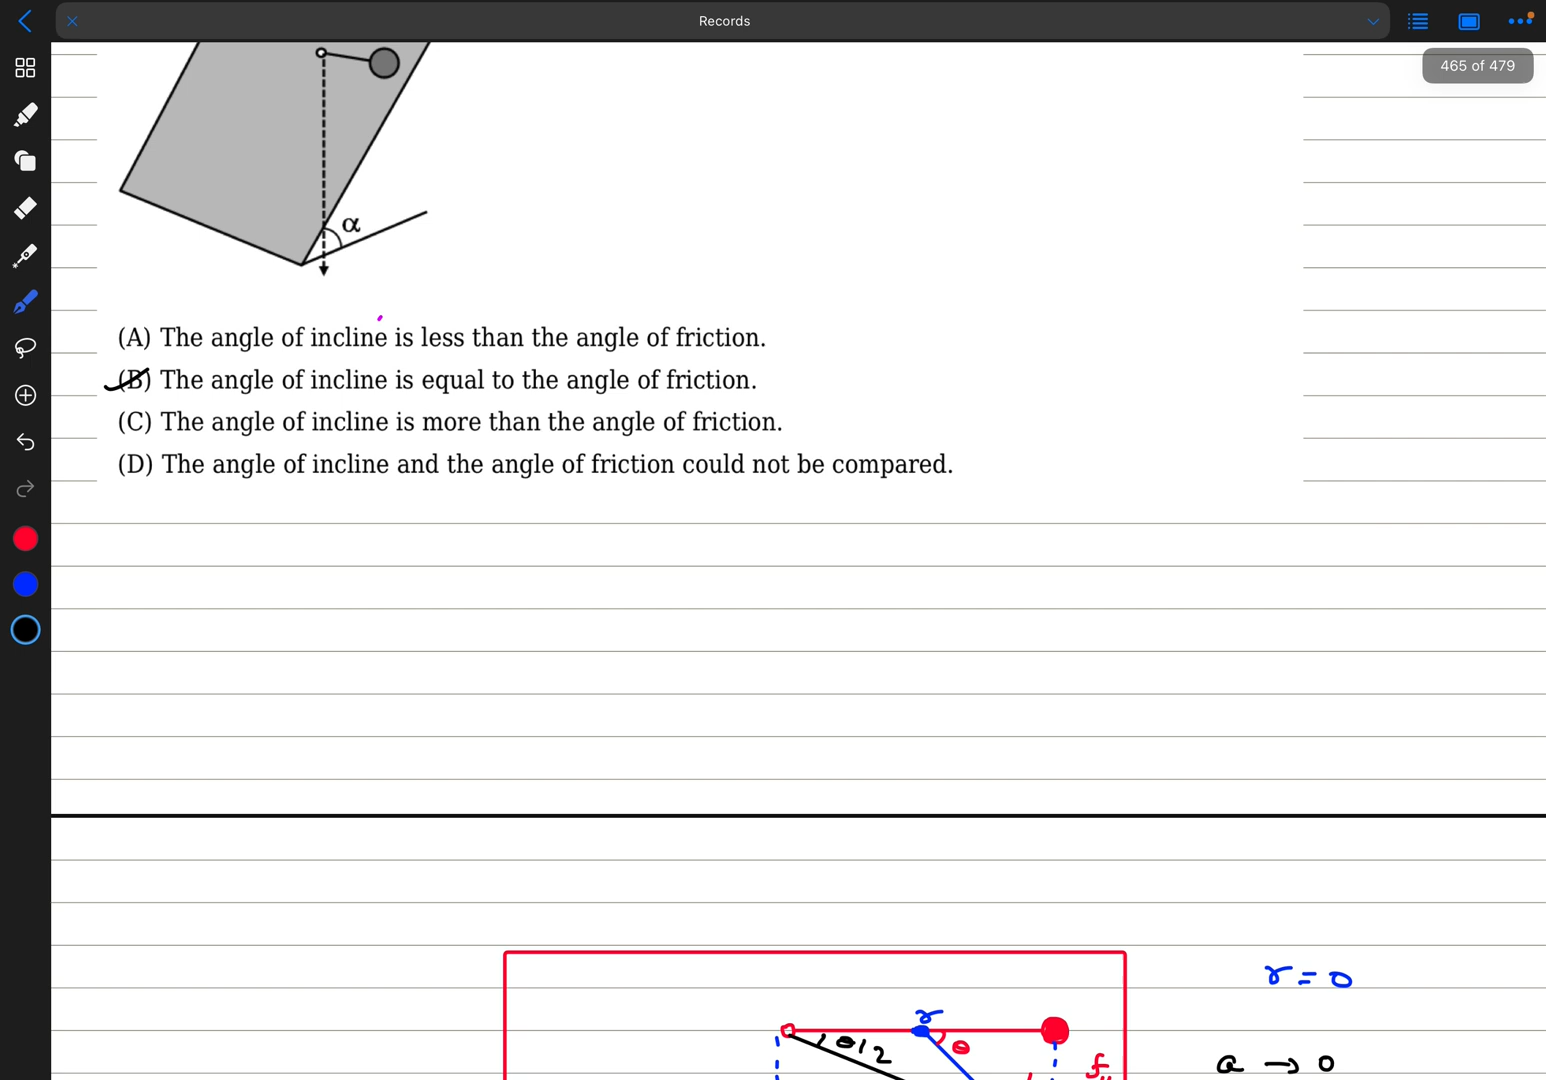 Records
465 of 479
α
(A) The angle of incline is less than the angle of friction.
(B) The angle of incline is equal to the angle of friction.
(C) The angle of incline is more than the angle of friction.
(D) The angle of incline and the angle of friction could not be compared.
r = 0
r
θ/2
θ
a → 0